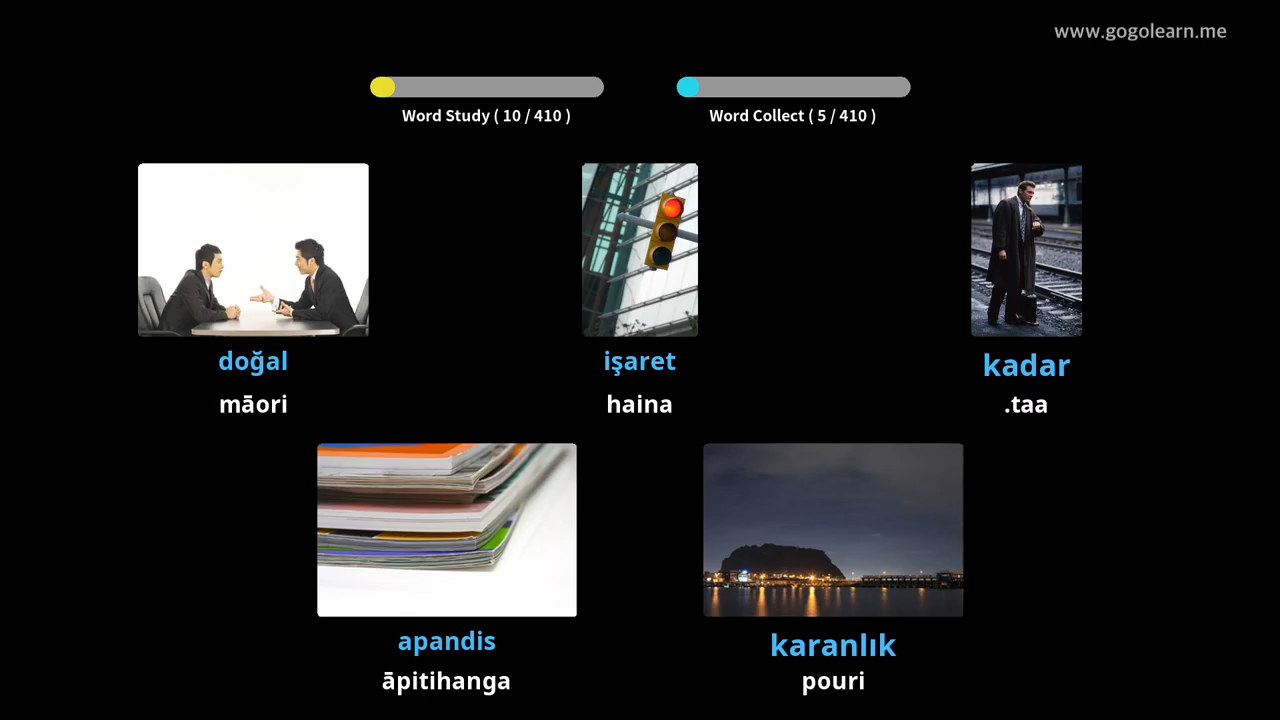 www.gogolearn.me
Word Study ( 10 / 410 )
Word Collect ( 5 / 410 )
doğal
işaret
kadar
māori
haina
.taa
apandis
karanlık
āpitihanga
pouri